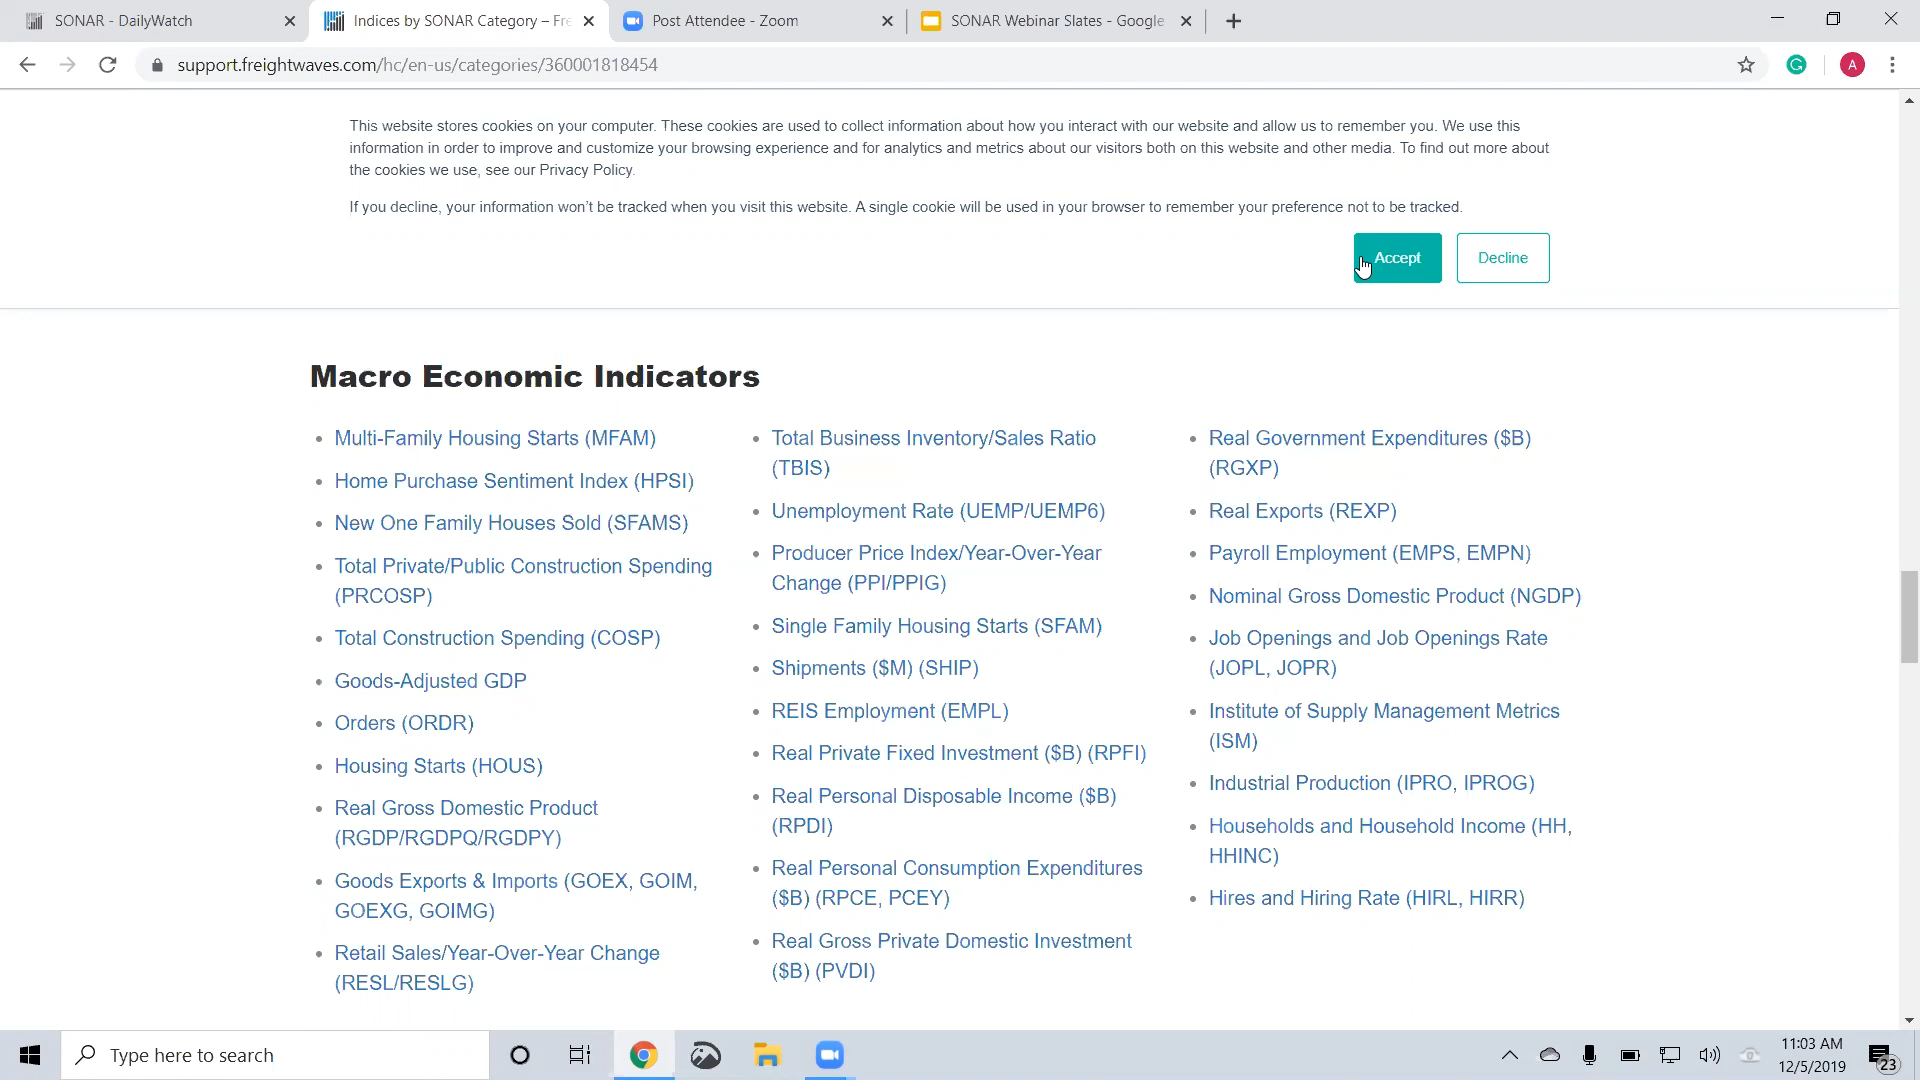 SONAR - DailyWatch
Indices by SONAR Category – Fre
Post Attendee - Zoom
SONAR Webinar Slates - Google
support.freightwaves.com/hc/en-us/categories/360001818454
A
This website stores cookies on your computer. These cookies are used to collect information about how you interact with our website and allow us to remember you. We use this
information in order to improve and customize your browsing experience and for analytics and metrics about our visitors both on this website and other media. To find out more about
the cookies we use, see our Privacy Policy.
If you decline, your information won't be tracked when you visit this website. A single cookie will be used in your browser to remember your preference not to be tracked.
Accept
Decline
Macro Economic Indicators
Multi-Family Housing Starts (MFAM)
Home Purchase Sentiment Index (HPSI)
New One Family Houses Sold (SFAMS)
Total Private/Public Construction Spending
(PRCOSP)
Total Construction Spending (COSP)
Goods-Adjusted GDP
Orders (ORDR)
Housing Starts (HOUS)
Real Gross Domestic Product
(RGDP/RGDPQ/RGDPY)
Goods Exports & Imports (GOEX, GOIM,
GOEXG, GOIMG)
Retail Sales/Year-Over-Year Change
(RESL/RESLG)
Total Business Inventory/Sales Ratio
(TBIS)
Unemployment Rate (UEMP/UEMP6)
Producer Price Index/Year-Over-Year
Change (PPI/PPIG)
Single Family Housing Starts (SFAM)
Shipments ($M) (SHIP)
REIS Employment (EMPL)
Real Private Fixed Investment ($B) (RPFI)
Real Personal Disposable Income ($B)
(RPDI)
Real Personal Consumption Expenditures
($B) (RPCE, PCEY)
Real Gross Private Domestic Investment
($B) (PVDI)
Real Government Expenditures ($B)
(RGXP)
Real Exports (REXP)
Payroll Employment (EMPS, EMPN)
Nominal Gross Domestic Product (NGDP)
Job Openings and Job Openings Rate
(JOPL, JOPR)
Institute of Supply Management Metrics
(ISM)
Industrial Production (IPRO, IPROG)
Households and Household Income (HH,
HHINC)
Hires and Hiring Rate (HIRL, HIRR)
Type here to search
11:03 AM
12/5/2019
23